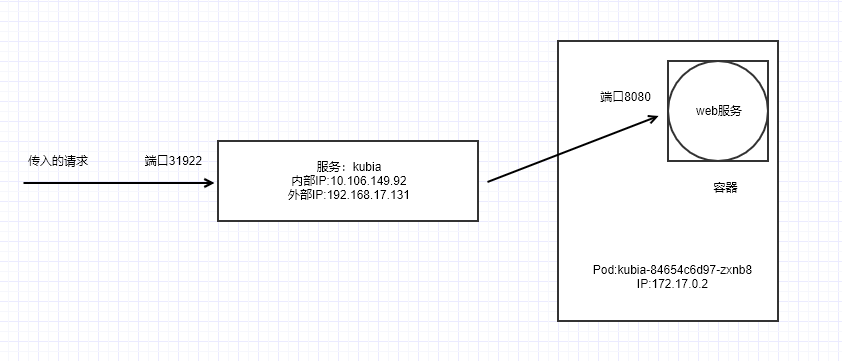 传入的请求
端口31922
服务：kubia
内部IP:10.106.149.92
外部IP:192.168.17.131
端口8080
web服务
容器
Pod:kubia-84654c6d97-zxnb8
IP:172.17.0.2